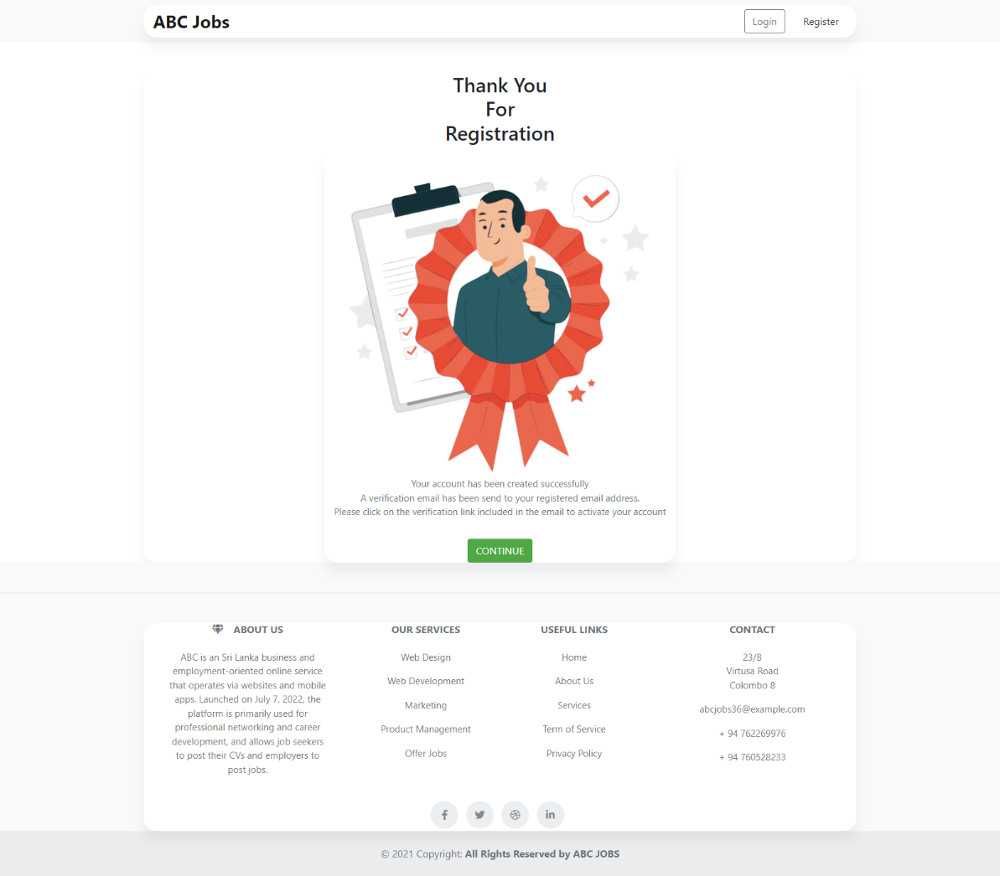 ABC Jobs
Login
Register
Thank You
For
Registration
Your account has been created successfully
A verification email has been send to your registered email address.
Please click on the verification link included in the email to activate your account
CONTINUE
ABOUT US
ABC is an Sri Lanka business and
employment-oriented online service
that operates via websites and mobile
apps. Launched on July 7, 2022, the
platform is primarily used for
professional networking and career
development, and allows job seekers
to post their CVs and employers to
post jobs.
OUR SERVICES
Web Design
Web Development
Marketing
Product Management
Offer Jobs
USEFUL LINKS
Home
About Us
Services
Term of Service
Privacy Policy
CONTACT
23/B
Virtusa Road
Colombo 8
abcjobs36@example.com
+ 94 762269976
+ 94 760528233
© 2021 Copyright: All Rights Reserved by ABC JOBS